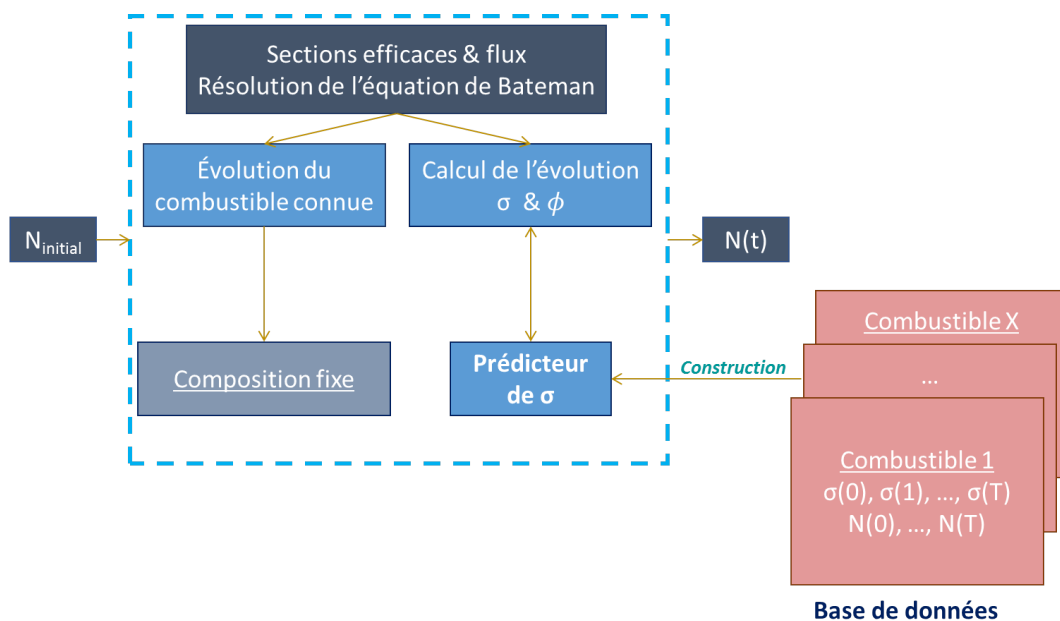 Sections efficaces & flux
Résolution de l'équation de Bateman
Évolution du
combustible connue
Calcul de l'évolution
σ & ϕ
N_initial
N(t)
Composition fixe
Prédicteur
de σ
Construction
Combustible X
...
Combustible 1
σ(0), σ(1), ..., σ(T)
N(0), ..., N(T)
Base de données